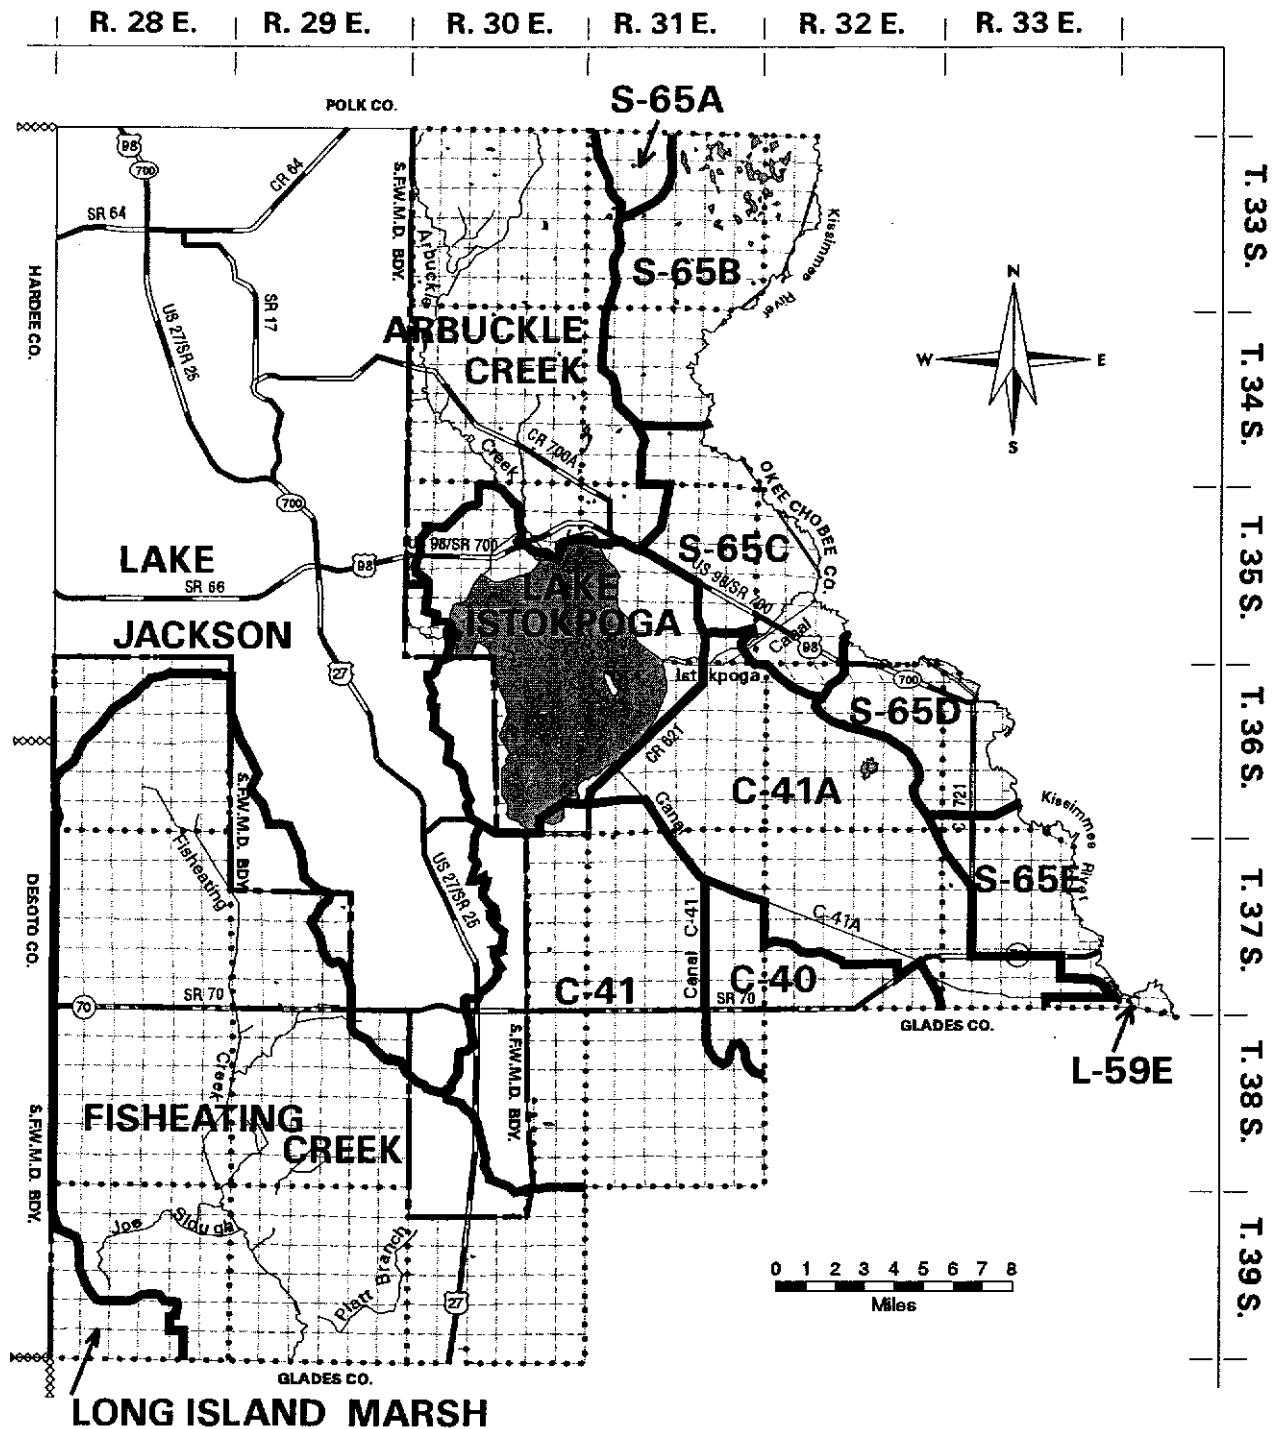 R. 28 E. R. 29 E. R. 30 E. R. 31 E. R. 32 E. R. 33 E.
S-65A
POLK CO.
98
700
CR 64
SR 64
S.F.W.M.D. BDY.
Arbuckle
Kissimmee
River
T. 33 S.
S-65B
HARDEE CO.
US 27/SR 25
SR 17
N
W E
S
ARBUCKLE
CREEK
T. 34 S.
CR 700A
Creek
OKEECHOBEE CO.
700
LAKE
98/SR 700
98
S-65C
US 98/SR 700
T. 35 S.
SR 66
LAKE
ISTOKPOGA
JACKSON
Canal
98
Istokpoga
27
700
S-65D
T. 36 S.
CR 621
S.F.W.M.D. BDY.
C-41A
Canal
721
Kissimmee
River
Fisheating
US 27/SR 25
S-65E
DESOTO CO.
C-41A
T. 37 S.
Canal C-41
C-41
C-40
SR 70
70
SR 70
GLADES CO.
S.F.W.M.D. BDY.
L-59E
T. 38 S.
Creek
FISHEATING
CREEK
S.F.W.M.D. BDY.
Joe Slough
Platt Branch
T. 39 S.
0 1 2 3 4 5 6 7 8
Miles
27
GLADES CO.
LONG ISLAND MARSH